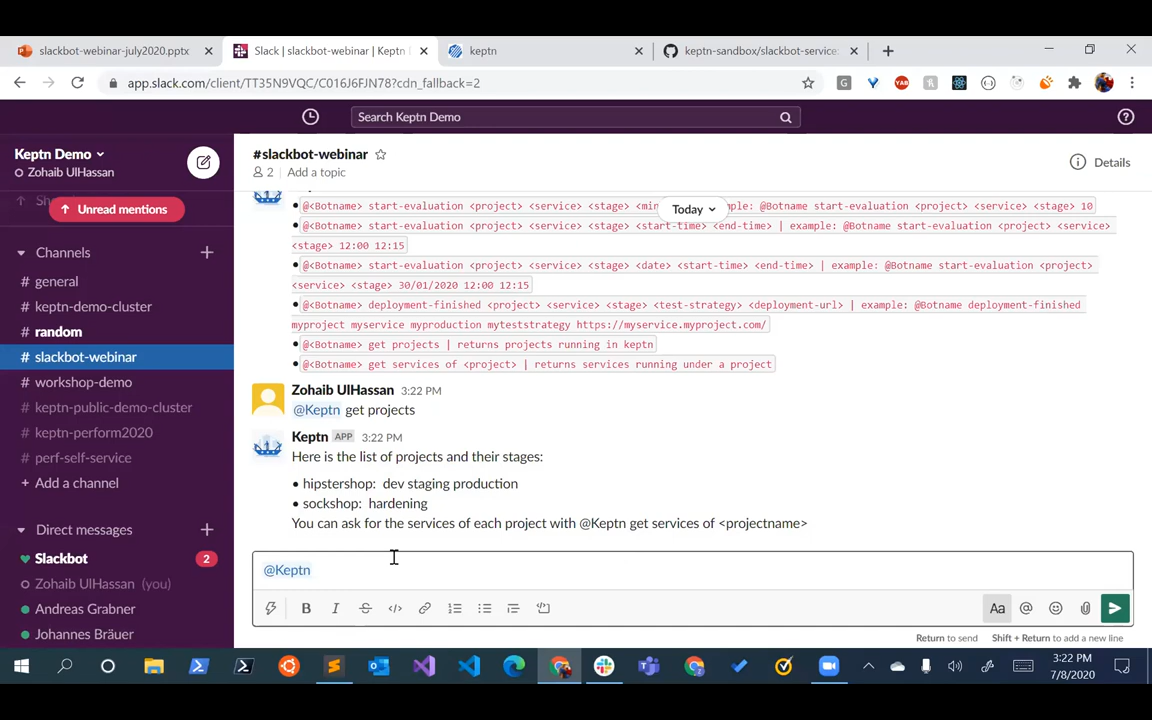 slackbot-webinar-july2020.pptx
Slack | slackbot-webinar | Keptn
keptn
keptn-sandbox/slackbot-service:
app.slack.com/client/TT35N9VQC/C016J6FJN78?cdn_fallback=2
Search Keptn Demo
Keptn Demo
Zohaib UlHassan
Unread mentions
Channels
# general
# keptn-demo-cluster
# random
# slackbot-webinar
# workshop-demo
# keptn-public-demo-cluster
# keptn-perform2020
# perf-self-service
+ Add a channel
Direct messages
Slackbot 2
Zohaib UlHassan (you)
Andreas Grabner
Johannes Bräuer
#slackbot-webinar
2 Add a topic
Details
Today
• @<Botname> start-evaluation <project> <service> <stage> <min mple: @Botname start-evaluation <project> <service> <stage> 10
• @<Botname> start-evaluation <project> <service> <stage> <start-time> <end-time> | example: @Botname start-evaluation <project> <service>
<stage> 12:00 12:15
• @<Botname> start-evaluation <project> <service> <stage> <date> <start-time> <end-time> | example: @Botname start-evaluation <project>
<service> <stage> 30/01/2020 12:00 12:15
• @<Botname> deployment-finished <project> <service> <stage> <test-strategy> <deployment-url> | example: @Botname deployment-finished
myproject myservice myproduction myteststrategy https://myservice.myproject.com/
• @<Botname> get projects | returns projects running in keptn
• @<Botname> get services of <project> | returns services running under a project
Zohaib UlHassan 3:22 PM
@Keptn get projects
Keptn APP 3:22 PM
Here is the list of projects and their stages:
• hipstershop: dev staging production
• sockshop: hardening
You can ask for the services of each project with @Keptn get services of <projectname>
@Keptn
B I S </> Aa @
Return to send Shift + Return to add a new line
3:22 PM
7/8/2020